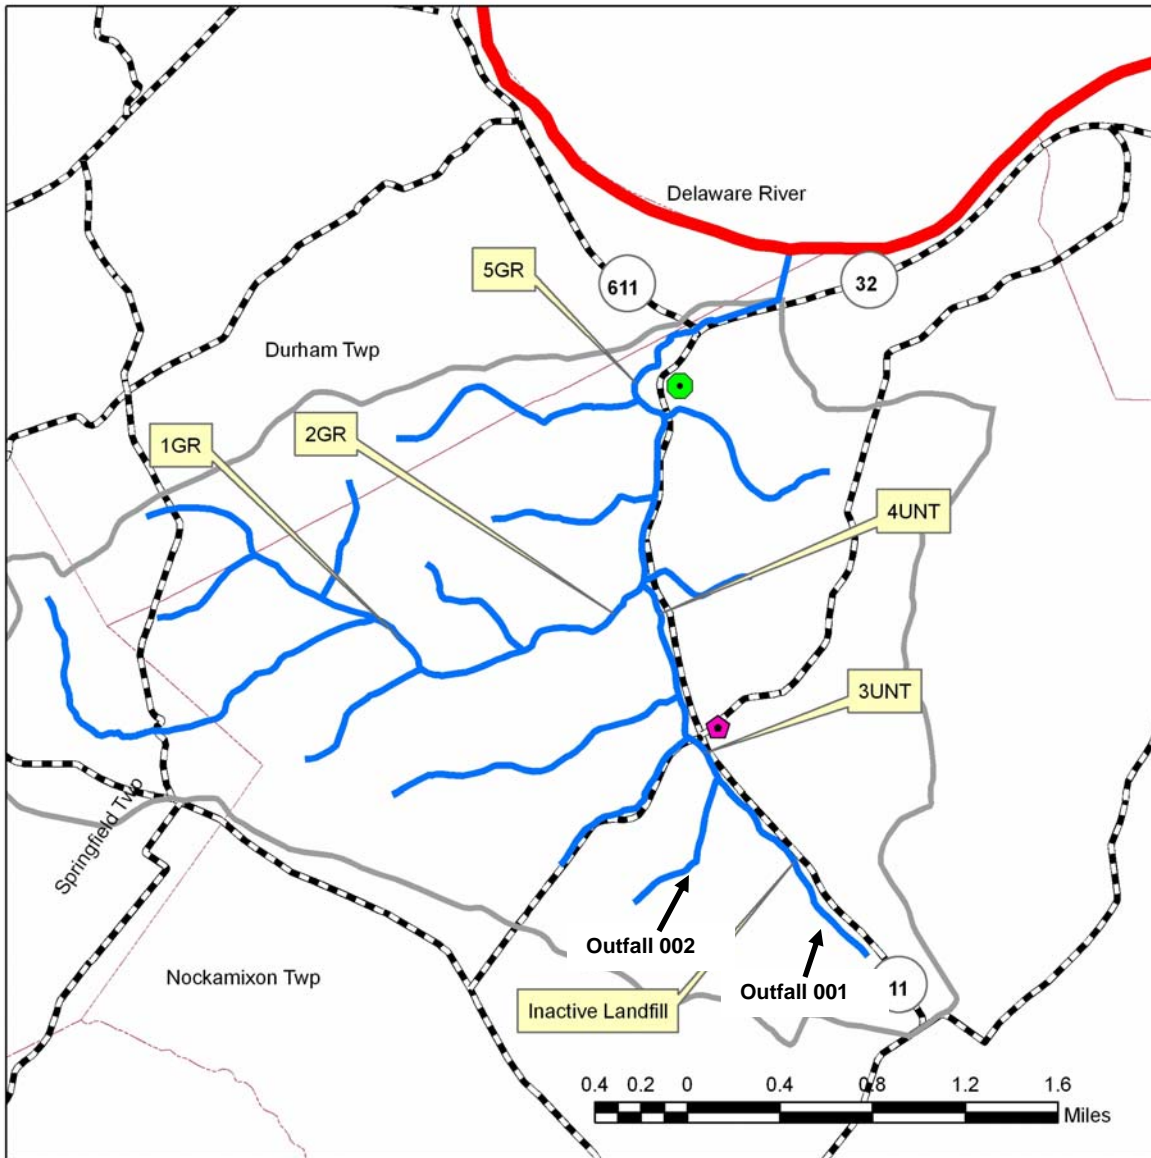 Delaware River
5GR
611
32
Durham Twp
2GR
1GR
4UNT
3UNT
Springfield Twp
Outfall 002
Nockamixon Twp
Outfall 001
11
Inactive Landfill
0.4 0.2 0 0.4 0.8 1.2 1.6
Miles